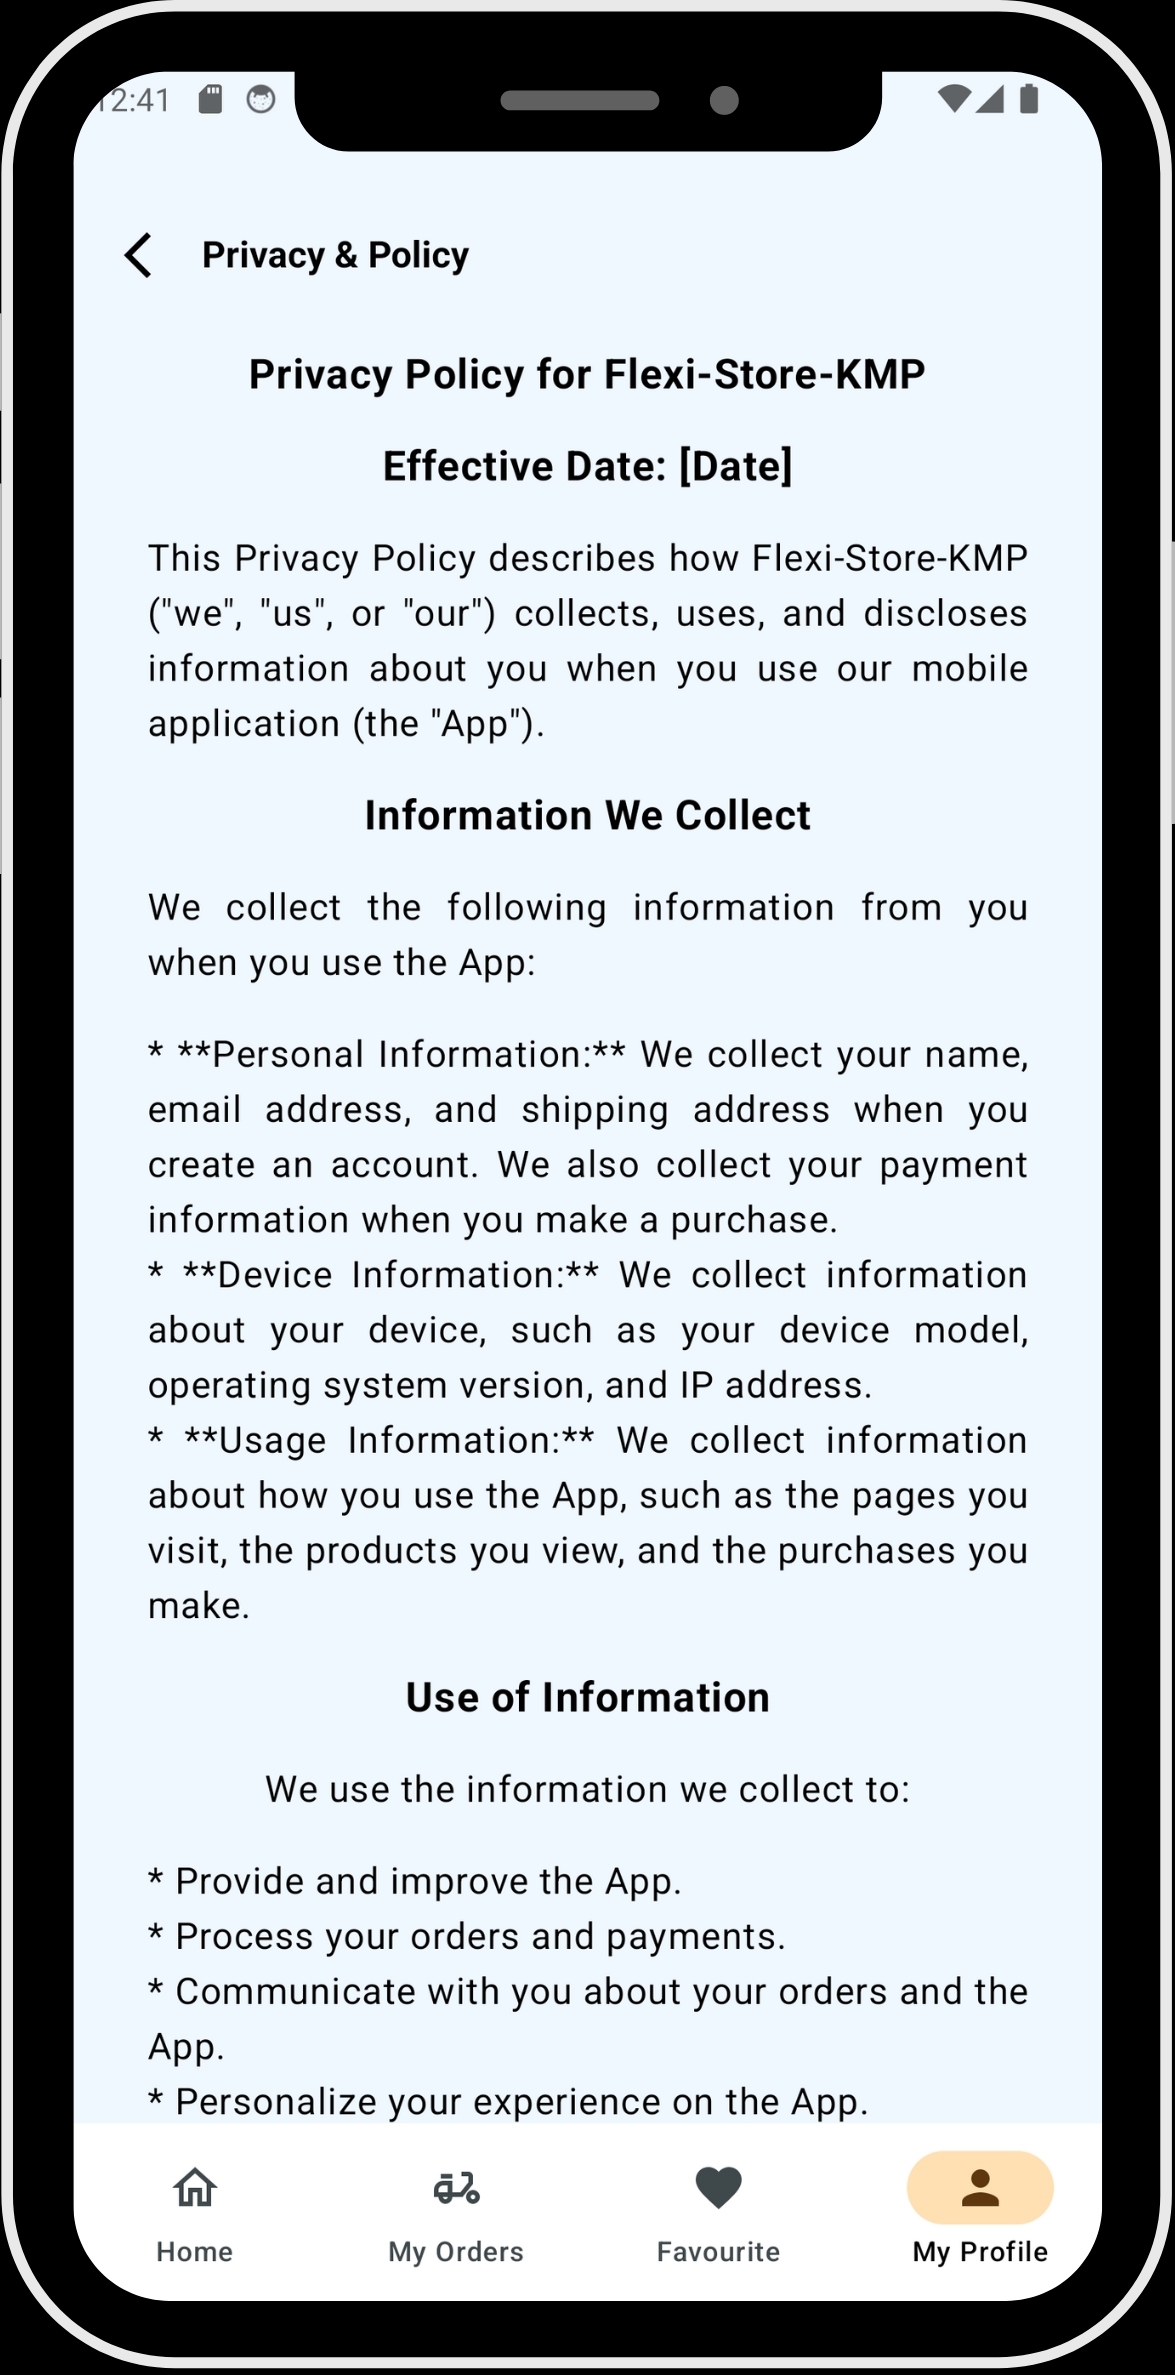 12:41
Privacy & Policy
Privacy Policy for Flexi-Store-KMP
Effective Date: [Date]
This Privacy Policy describes how Flexi-Store-KMP
("we", "us", or "our") collects, uses, and discloses
information about you when you use our mobile
application (the "App").
Information We Collect
We collect the following information from you
when you use the App:
* **Personal Information:** We collect your name,
email address, and shipping address when you
create an account. We also collect your payment
information when you make a purchase.
* **Device Information:** We collect information
about your device, such as your device model,
operating system version, and IP address.
* **Usage Information:** We collect information
about how you use the App, such as the pages you
visit, the products you view, and the purchases you
make.
Use of Information
We use the information we collect to:
* Provide and improve the App.
* Process your orders and payments.
* Communicate with you about your orders and the
App.
* Personalize your experience on the App.
Home
My Orders
Favourite
My Profile